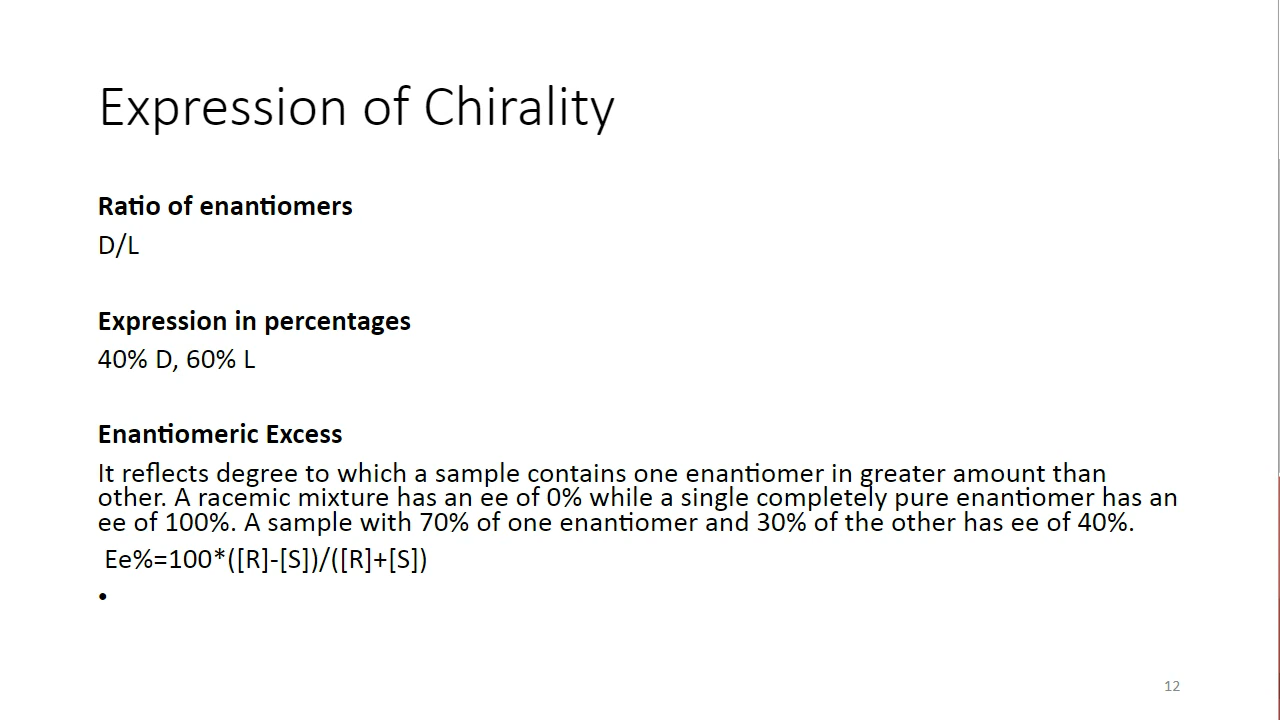 Expression of Chirality
Ratio of enantiomers
D/L
Expression in percentages
40% D, 60% L
Enantiomeric Excess
It reflects degree to which a sample contains one enantiomer in greater amount than
other. A racemic mixture has an ee of 0% while a single completely pure enantiomer has an
ee of 100%. A sample with 70% of one enantiomer and 30% of the other has ee of 40%.
Ee%=100*([R]-[S])/([R]+[S])
•
12